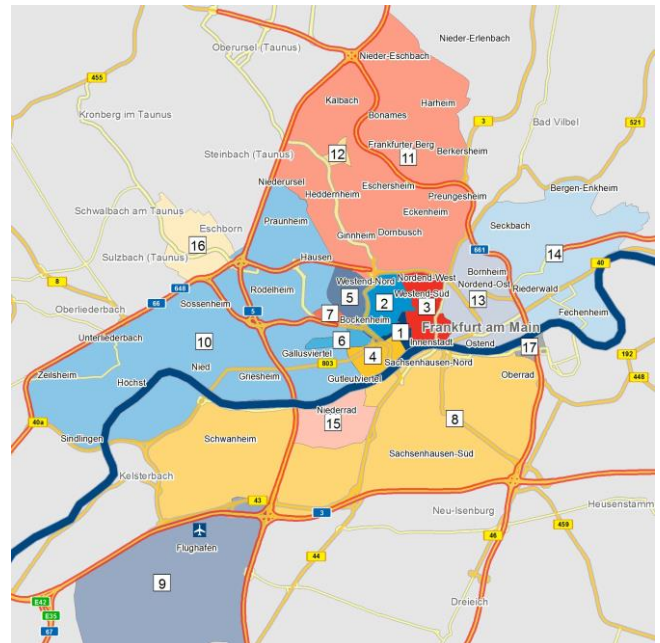 Oberursel (Taunus)
Nieder-Erlenbach
Nieder-Eschbach
455
Kalbach
Harheim
Kronberg im Taunus
Bonames
3
521
Bad Vilbel
Steinbach (Taunus)
12
Frankfurter Berg
11
Berkersheim
Niederursel
Heddernheim
Eschersheim
Preungesheim
Bergen-Enkheim
Schwalbach am Taunus
Eckenheim
Praunheim
Dornbusch
Seckbach
Eschborn
Ginnheim
16
661
14
Sulzbach (Taunus)
Hausen
Bornheim
40
8
Westend-Nord
Nordend-West
Nordend-Ost
648
Rödelheim
5
2
Westend-Süd
13
Riederwald
66
Sossenheim
5
7
3
Oberliederbach
Bockenheim
Fechenheim
Unterliederbach
10
6
1
Frankfurt am Main
Gallusviertel
Innenstadt
Ostend
17
Nied
4
Sachsenhausen-Nord
192
Zeilsheim
Höchst
Griesheim
803
Gutleutviertel
Oberrad
448
Niederrad
15
8
40a
Sindlingen
Schwanheim
Sachsenhausen-Süd
Kelsterbach
43
3
Neu-Isenburg
Heusenstamm
459
Flughafen
44
46
9
Dreieich
E42
E35
67